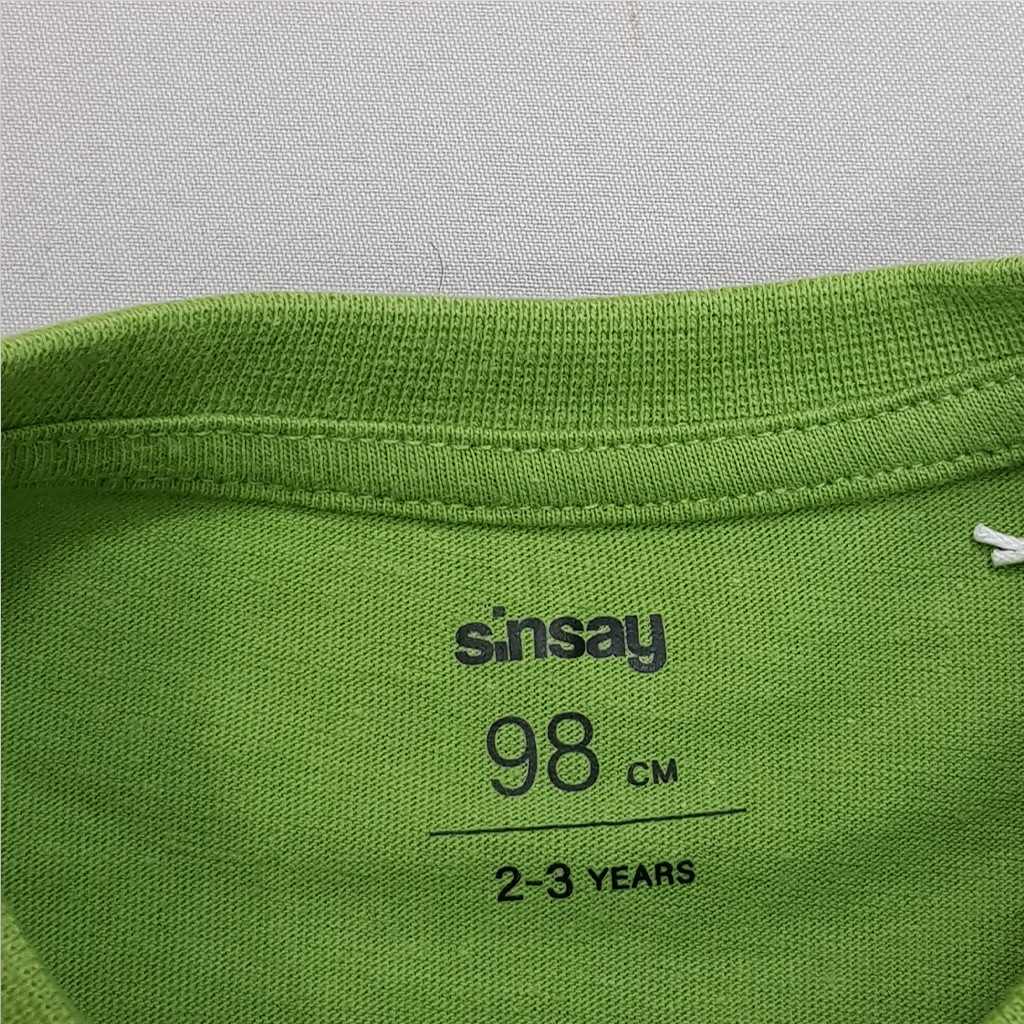 sinsay
98 CM
2-3 YEARS